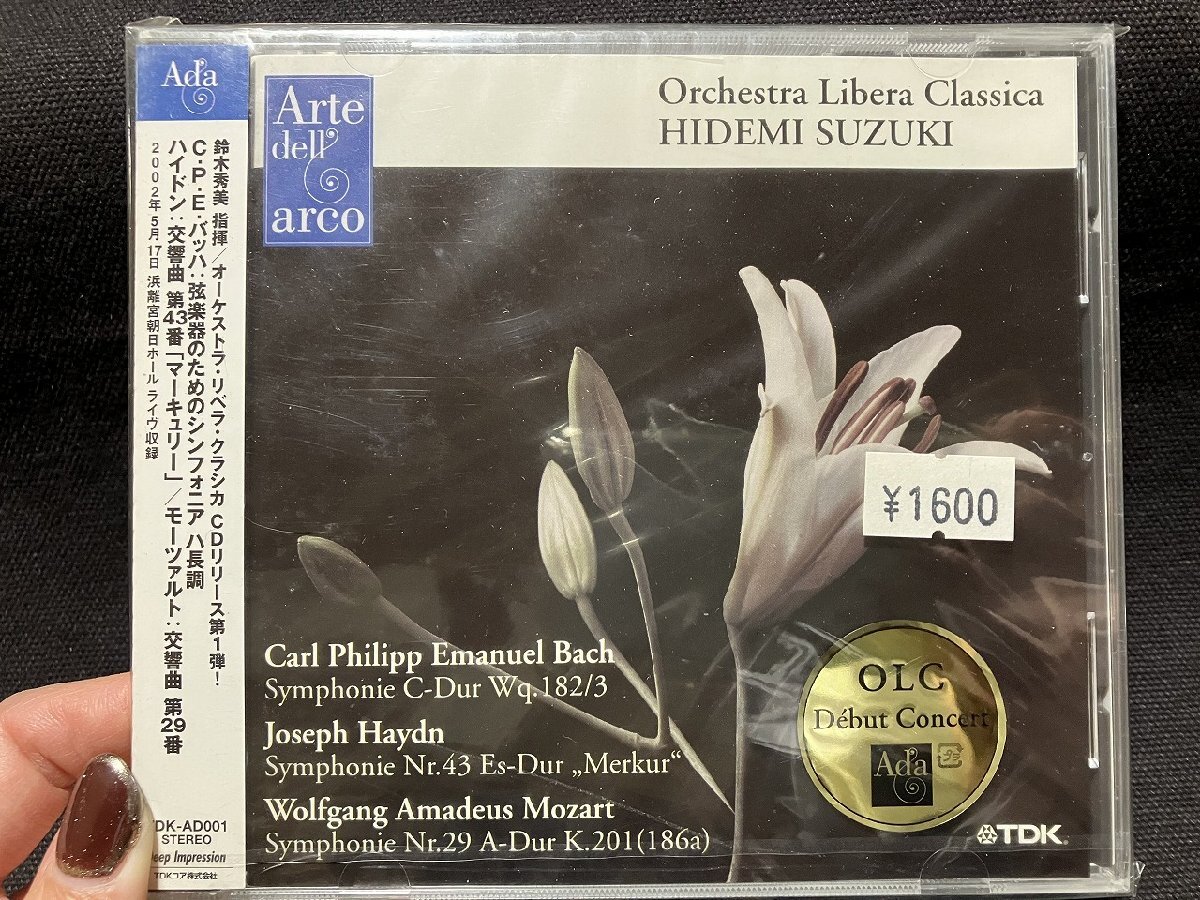 Ad'a
鈴木秀美 指揮/オーケストラ・リベラ・クラシカ CDリリース第1弾!
C・P・E・バッハ:弦楽器のためのシンフォニア ハ長調
ハイドン:交響曲 第43番「マーキュリー」/モーツァルト:交響曲 第29番
2002年5月17日 浜離宮朝日ホール ライヴ収録
DK-AD001
STEREO
Deep Impression
TDKコア株式会社
Arte
dell'
arco
Orchestra Libera Classica
HIDEMI SUZUKI
¥1600
Carl Philipp Emanuel Bach
Symphonie C-Dur Wq.182/3
Joseph Haydn
Symphonie Nr.43 Es-Dur „Merkur“
Wolfgang Amadeus Mozart
Symphonie Nr.29 A-Dur K.201(186a)
OLC
Début Concert
Ad'a
プラ
TDK